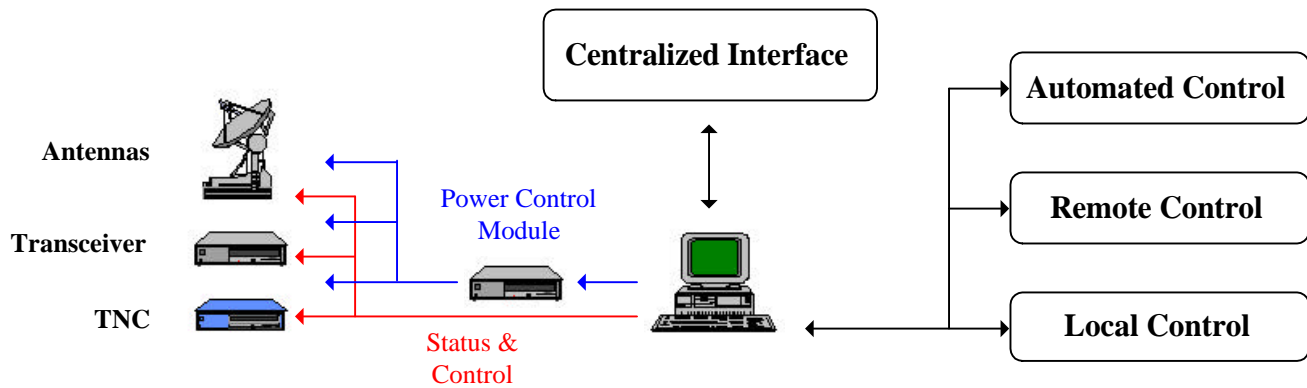 Centralized Interface
Automated Control
Antennas
Power Control
Module
Remote Control
Transceiver
TNC
Local Control
Status &
Control